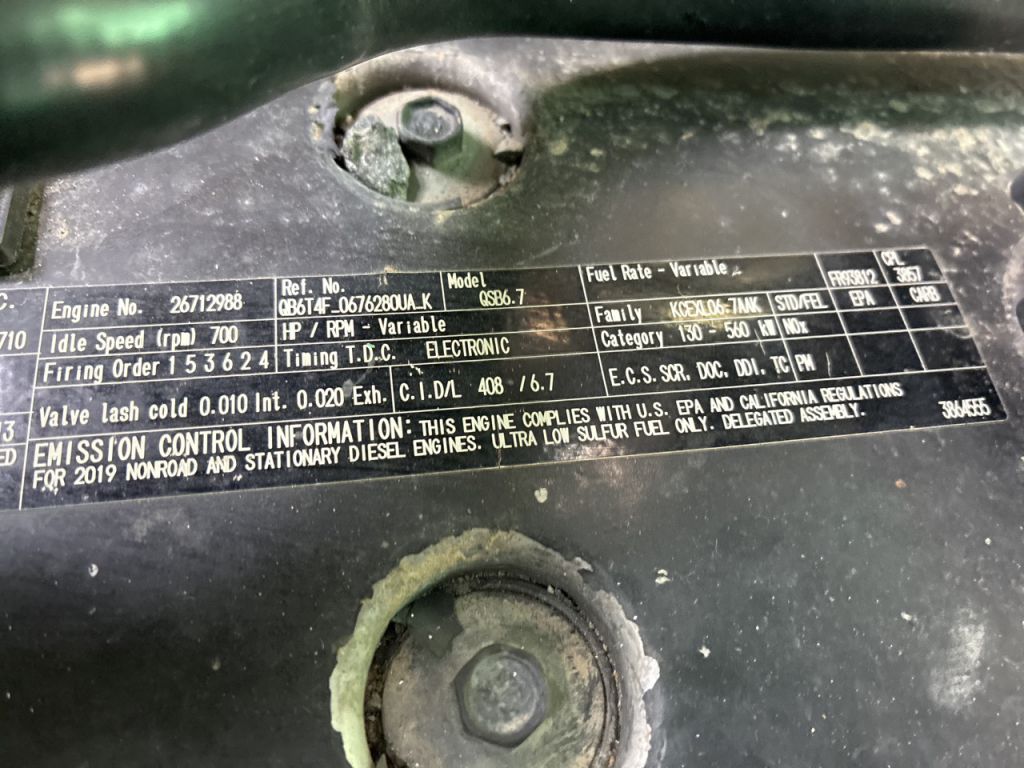 C. Engine No. 26712988 Ref. No. QB6T4F_0676280UA_K Model QSB6.7 Fuel Rate - Variable FR93812 CPL 3857
710 Idle Speed (rpm) 700 HP / RPM - Variable Family KCEXL06.7AAK STD/FEL EPA CARB
Firing Order 1 5 3 6 2 4 Timing T.D.C. ELECTRONIC Category 130 - 560 kW NOx
Valve lash cold 0.010 Int. 0.020 Exh. C.I.D/L 408 /6.7 E.C.S. SCR, DOC, DDI, TC PM
EMISSION CONTROL INFORMATION: THIS ENGINE COMPLIES WITH U.S. EPA AND CALIFORNIA REGULATIONS
FOR 2019 NONROAD AND STATIONARY DIESEL ENGINES. ULTRA LOW SULFUR FUEL ONLY. DELEGATED ASSEMBLY. 3864555